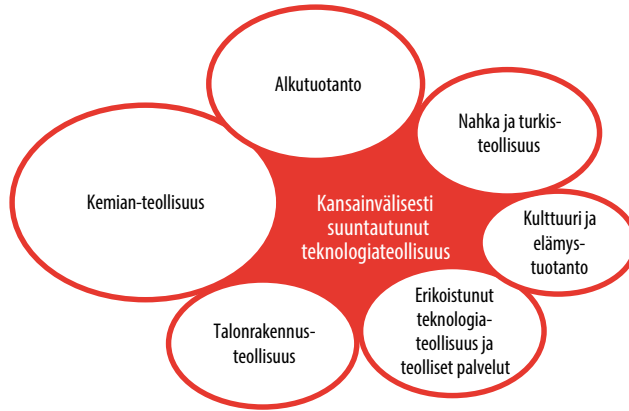 Alkutuotanto
Nahka ja turkis-
teollisuus
Kemian-teollisuus
Kansainvälisesti
suuntautunut
teknologiateollisuus
Kulttuuri ja
elämys-
tuotanto
Talonrakennus-
teollisuus
Erikoistunut
teknologia-
teollisuus ja
teolliset palvelut